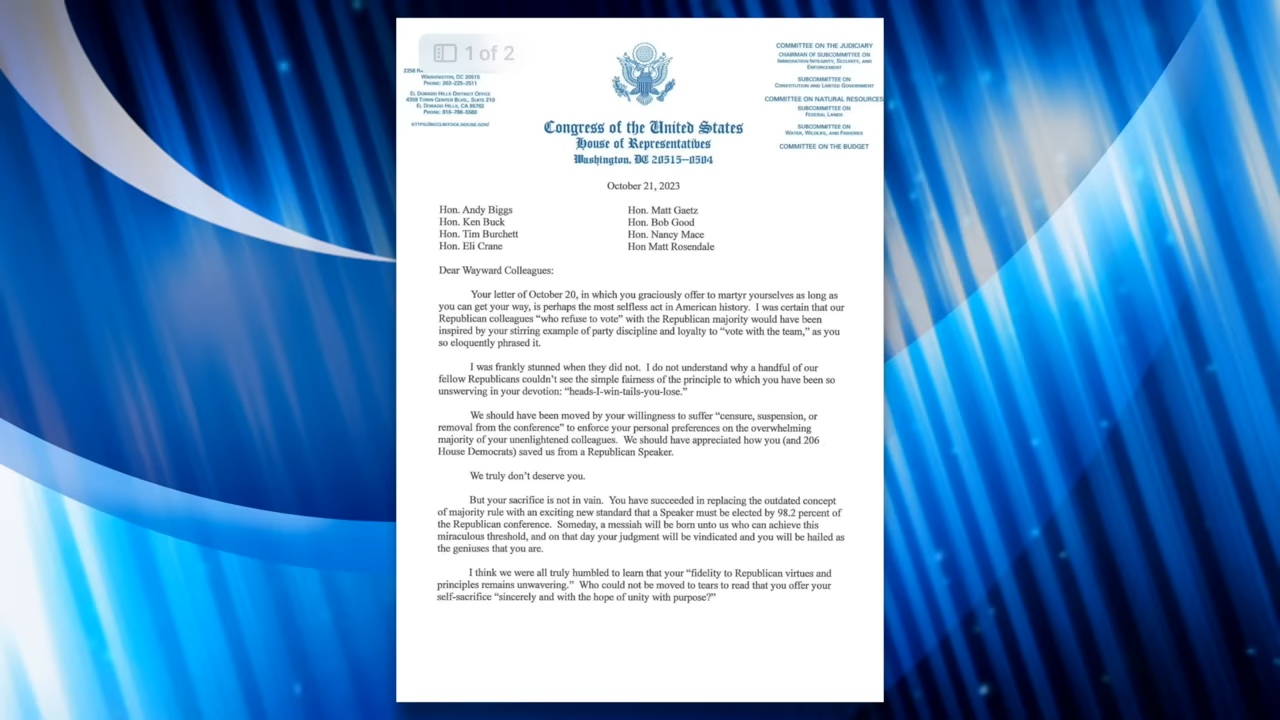 1 of 2
WASHINGTON, DC 20515
PHONE: 202-225-2511
EL DORADO HILLS DISTRICT OFFICE
4359 TOWN CENTER BLVD., SUITE 210
EL DORADO HILLS, CA 95762
PHONE: 916-786-5560
HTTPS://MCCLINTOCK.HOUSE.GOV/
COMMITTEE ON THE JUDICIARY
CHAIRMAN OF SUBCOMMITTEE ON
IMMIGRATION INTEGRITY, SECURITY, AND
ENFORCEMENT
SUBCOMMITTEE ON
CONSTITUTION AND LIMITED GOVERNMENT
COMMITTEE ON NATURAL RESOURCES
SUBCOMMITTEE ON
FEDERAL LANDS
SUBCOMMITTEE ON
WATER, WILDLIFE, AND FISHERIES
COMMITTEE ON THE BUDGET
Congress of the United States
House of Representatives
Washington, DC 20515–0504
October 21, 2023
Hon. Andy Biggs
Hon. Ken Buck
Hon. Tim Burchett
Hon. Eli Crane
Hon. Matt Gaetz
Hon. Bob Good
Hon. Nancy Mace
Hon Matt Rosendale
Dear Wayward Colleagues:
Your letter of October 20, in which you graciously offer to martyr yourselves as long as
you can get your way, is perhaps the most selfless act in American history. I was certain that our
Republican colleagues “who refuse to vote” with the Republican majority would have been
inspired by your stirring example of party discipline and loyalty to “vote with the team,” as you
so eloquently phrased it.
I was frankly stunned when they did not. I do not understand why a handful of our
fellow Republicans couldn’t see the simple fairness of the principle to which you have been so
unswerving in your devotion: “heads-I-win-tails-you-lose.”
We should have been moved by your willingness to suffer “censure, suspension, or
removal from the conference” to enforce your personal preferences on the overwhelming
majority of your unenlightened colleagues. We should have appreciated how you (and 206
House Democrats) saved us from a Republican Speaker.
We truly don’t deserve you.
But your sacrifice is not in vain. You have succeeded in replacing the outdated concept
of majority rule with an exciting new standard that a Speaker must be elected by 98.2 percent of
the Republican conference. Someday, a messiah will be born unto us who can achieve this
miraculous threshold, and on that day your judgment will be vindicated and you will be hailed as
the geniuses that you are.
I think we were all truly humbled to learn that your “fidelity to Republican virtues and
principles remains unwavering.” Who could not be moved to tears to read that you offer your
self-sacrifice “sincerely and with the hope of unity with purpose?”